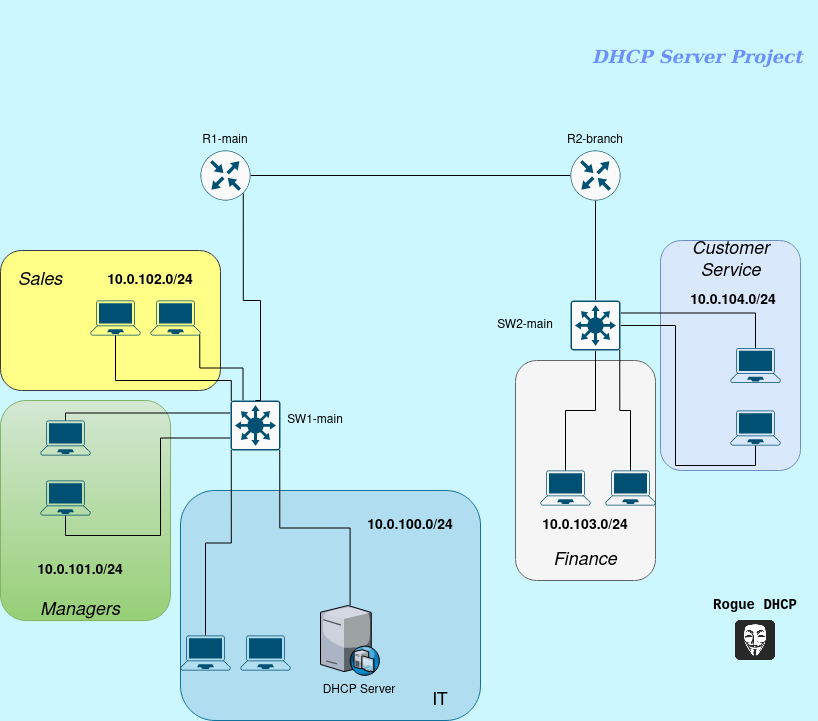 DHCP Server Project
R1-main
R2-branch
Customer
Service
10.0.104.0/24
Sales
10.0.102.0/24
SW2-main
SW1-main
10.0.101.0/24
Managers
10.0.100.0/24
DHCP Server
IT
10.0.103.0/24
Finance
Rogue DHCP